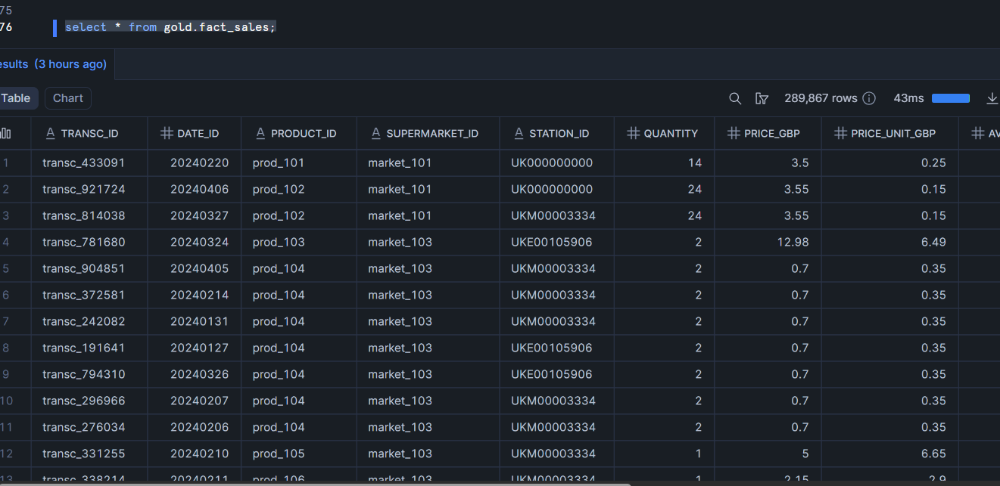 75
76 select * from gold.fact_sales;
esults (3 hours ago)
Table Chart 289,867 rows 43ms
TRANSC_ID DATE_ID PRODUCT_ID SUPERMARKET_ID STATION_ID QUANTITY PRICE_GBP PRICE_UNIT_GBP AV
1 transc_433091 20240220 prod_101 market_101 UK000000000 14 3.5 0.25
2 transc_921724 20240406 prod_102 market_101 UK000000000 24 3.55 0.15
3 transc_814038 20240327 prod_102 market_101 UKM00003334 24 3.55 0.15
4 transc_781680 20240324 prod_103 market_103 UKE00105906 2 12.98 6.49
5 transc_904851 20240405 prod_104 market_103 UKM00003334 2 0.7 0.35
6 transc_372581 20240214 prod_104 market_103 UKM00003334 2 0.7 0.35
7 transc_242082 20240131 prod_104 market_103 UKM00003334 2 0.7 0.35
8 transc_191641 20240127 prod_104 market_103 UKE00105906 2 0.7 0.35
9 transc_794310 20240326 prod_104 market_103 UKE00105906 2 0.7 0.35
10 transc_296966 20240207 prod_104 market_103 UKM00003334 2 0.7 0.35
11 transc_276034 20240206 prod_104 market_103 UKM00003334 2 0.7 0.35
12 transc_331255 20240210 prod_105 market_103 UKM00003334 1 5 6.65
13 transc_338214 20240211 prod_106 market_103 UKM00003334 1 2.15 2.9